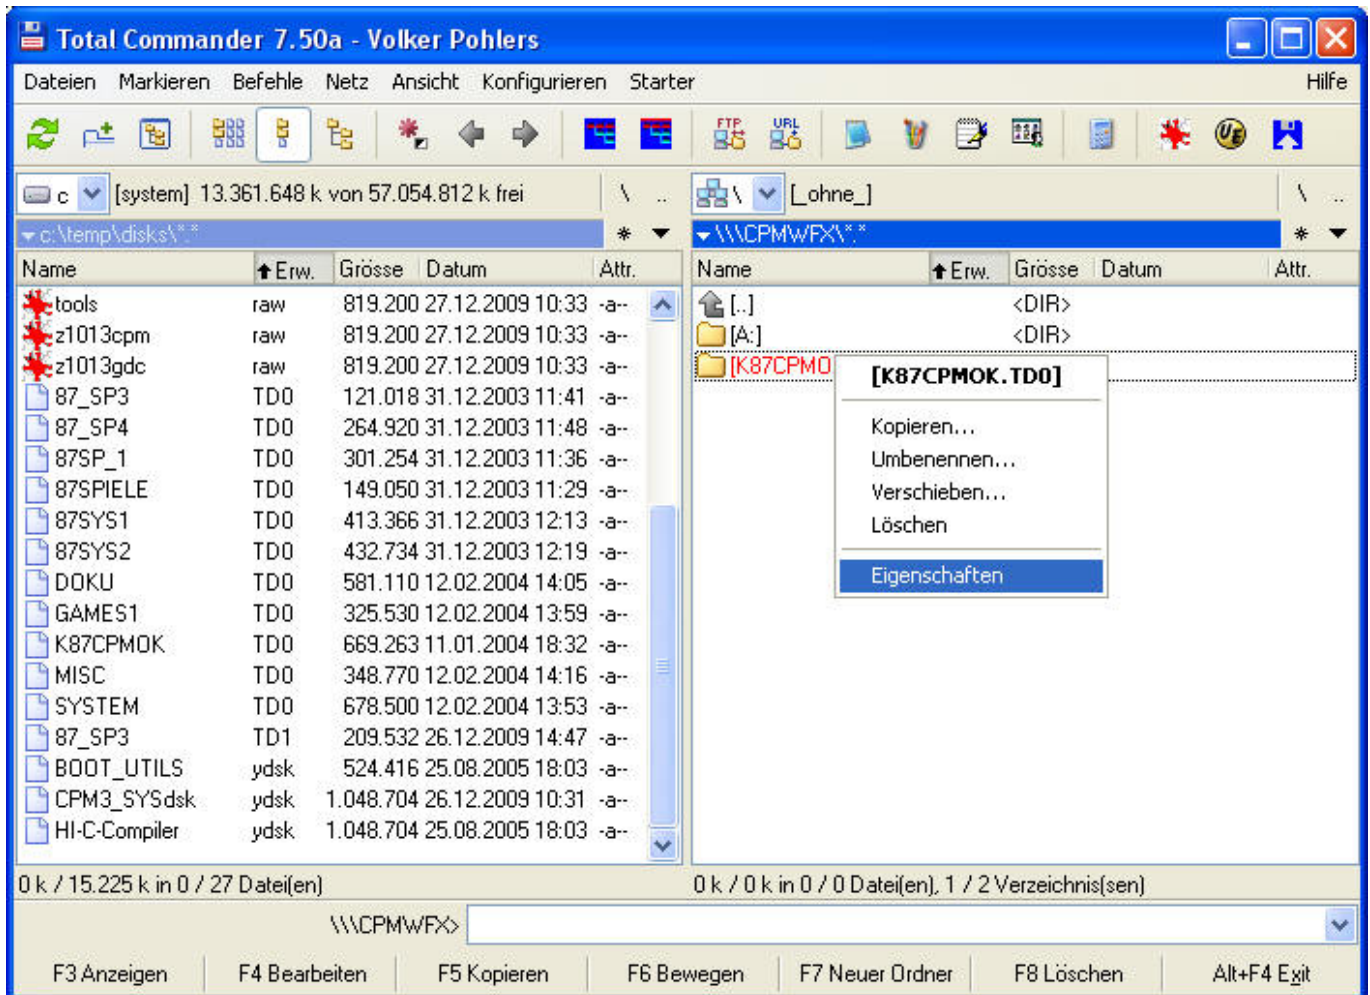 Total Commander 7.50a - Volker Pohlers
Dateien Markieren Befehle Netz Ansicht Konfigurieren Starter Hilfe
FTP URL UE
c [system] 13.361.648 k von 57.054.812 k frei \ ..
\ [_ohne_] \ ..
c:\temp\disks\*.* * 
\\\CPMWFX\*.* *
Name Erw. Grösse Datum Attr.
tools raw 819.200 27.12.2009 10:33 -a--
z1013cpm raw 819.200 27.12.2009 10:33 -a--
z1013gdc raw 819.200 27.12.2009 10:33 -a--
87_SP3 TD0 121.018 31.12.2003 11:41 -a--
87_SP4 TD0 264.920 31.12.2003 11:48 -a--
87SP_1 TD0 301.254 31.12.2003 11:36 -a--
87SPIELE TD0 149.050 31.12.2003 11:29 -a--
87SYS1 TD0 413.366 31.12.2003 12:13 -a--
87SYS2 TD0 432.734 31.12.2003 12:19 -a--
DOKU TD0 581.110 12.02.2004 14:05 -a--
GAMES1 TD0 325.530 12.02.2004 13:59 -a--
K87CPMOK TD0 669.263 11.01.2004 18:32 -a--
MISC TD0 348.770 12.02.2004 14:16 -a--
SYSTEM TD0 678.500 12.02.2004 13:53 -a--
87_SP3 TD1 209.532 26.12.2009 14:47 -a--
BOOT_UTILS ydsk 524.416 25.08.2005 18:03 -a--
CPM3_SYSdsk ydsk 1.048.704 26.12.2009 10:31 -a--
HI-C-Compiler ydsk 1.048.704 25.08.2005 18:03 -a--
0 k / 15.225 k in 0 / 27 Datei(en)
Name Erw. Grösse Datum Attr.
[..] <DIR>
[A:] <DIR>
[K87CPMO
[K87CPMOK.TD0]
Kopieren...
Umbenennen...
Verschieben...
Löschen
Eigenschaften
0 k / 0 k in 0 / 0 Datei(en), 1 / 2 Verzeichnis(sen)
\\\CPMWFX>
F3 Anzeigen F4 Bearbeiten F5 Kopieren F6 Bewegen F7 Neuer Ordner F8 Löschen Alt+F4 Exit